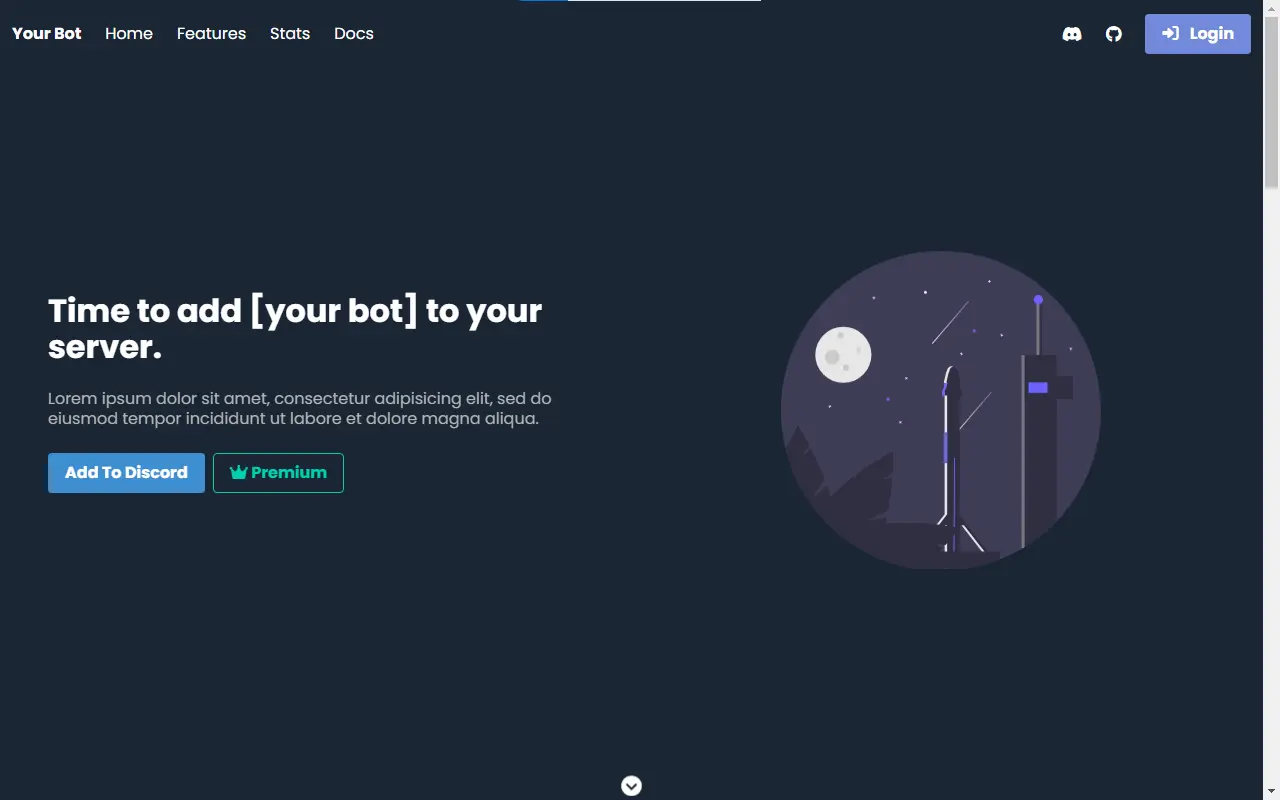 Your Bot Home Features Stats Docs Login
Time to add [your bot] to your
server.
Lorem ipsum dolor sit amet, consectetur adipisicing elit, sed do
eiusmod tempor incididunt ut labore et dolore magna aliqua.
Add To Discord Premium